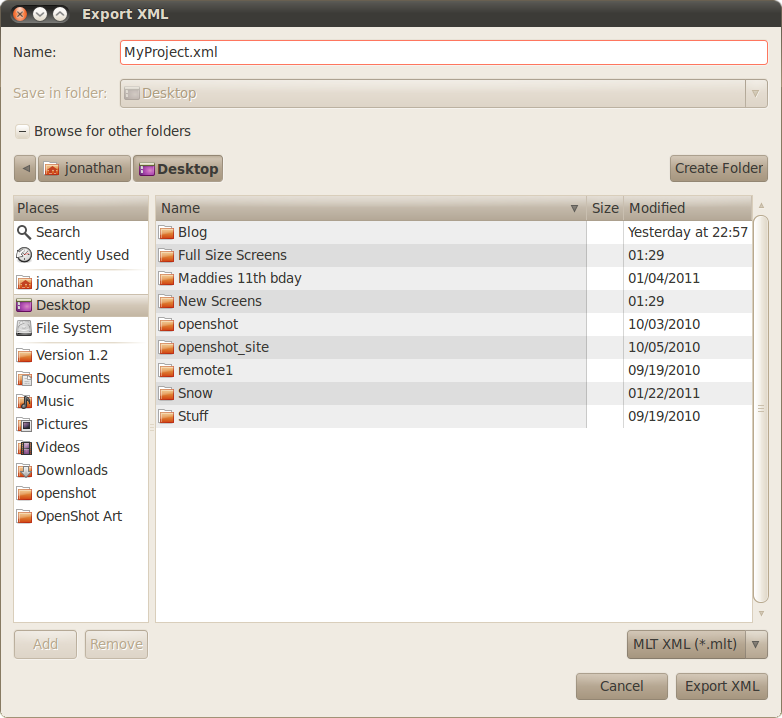 Export XML
Name: MyProject.xml
Save in folder: Desktop
Browse for other folders
jonathan Desktop Create Folder
Places
Search
Recently Used
jonathan
Desktop
File System
Version 1.2
Documents
Music
Pictures
Videos
Downloads
openshot
OpenShot Art
Name Size Modified
Blog Yesterday at 22:57
Full Size Screens 01:29
Maddies 11th bday 01/04/2011
New Screens 01:29
openshot 10/03/2010
openshot_site 10/05/2010
remote1 09/19/2010
Snow 01/22/2011
Stuff 09/19/2010
Add Remove MLT XML (*.mlt)
Cancel Export XML